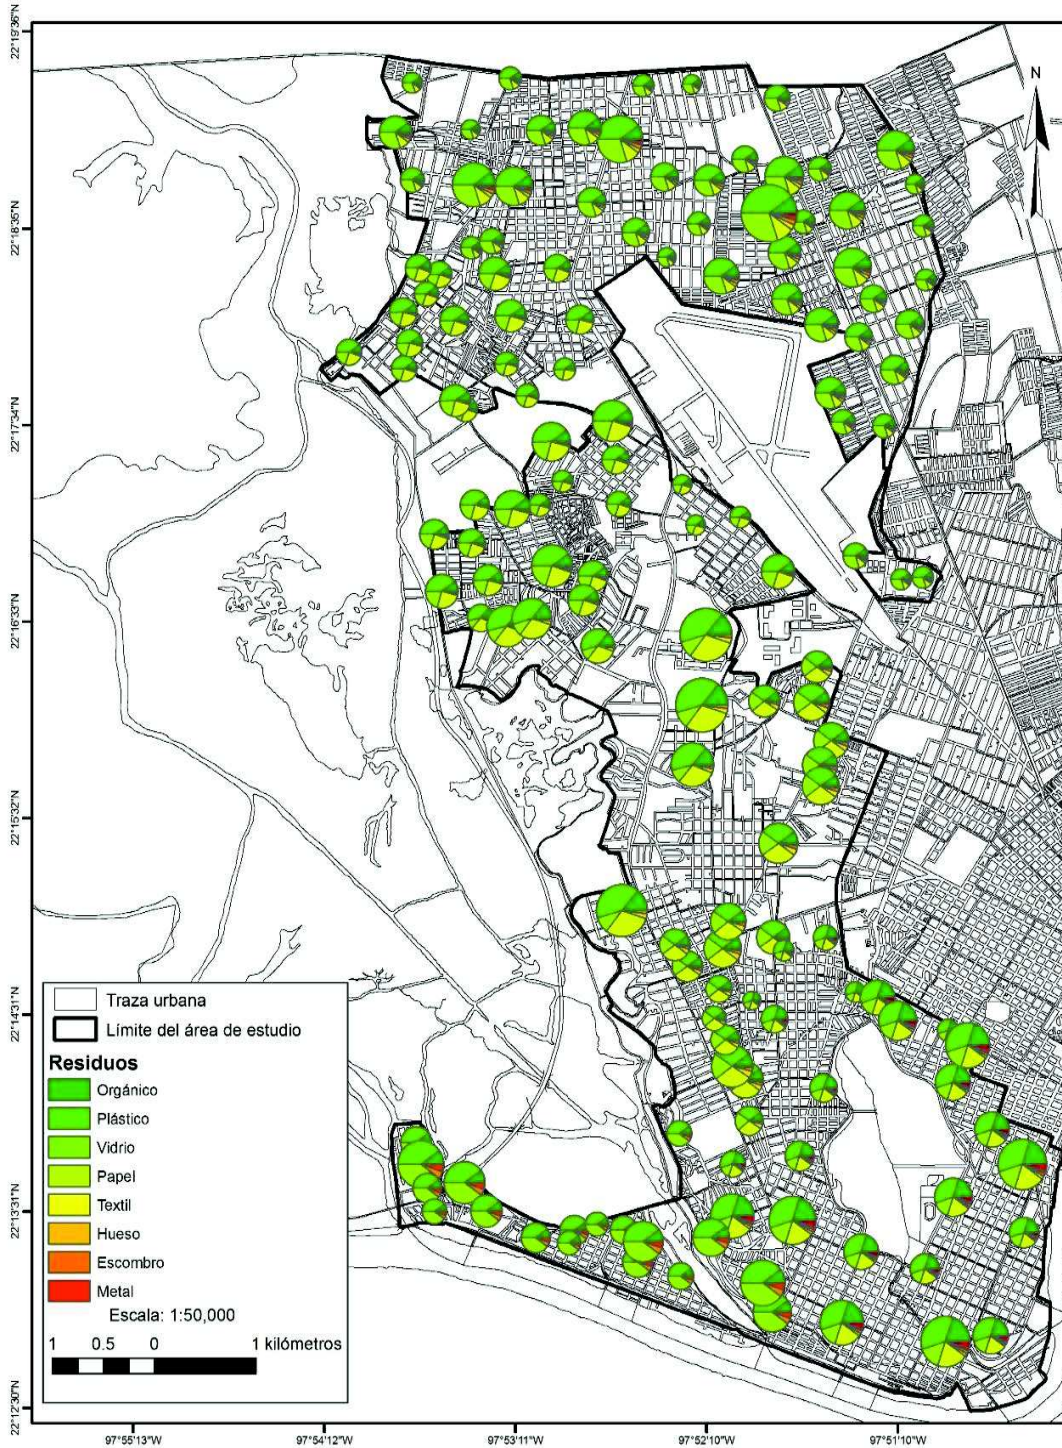 22°19'36"N
22°18'35"N
22°17'34"N
22°16'33"N
22°15'32"N
22°14'31"N
22°13'31"N
22°12'30"N
N
Traza urbana
Límite del área de estudio
Residuos
Orgánico
Plástico
Vidrio
Papel
Textil
Hueso
Escombro
Metal
Escala: 1:50,000
1 0.5 0 1 kilómetros
97°55'13"W 97°54'12"W 97°53'11"W 97°52'10"W 97°51'10"W